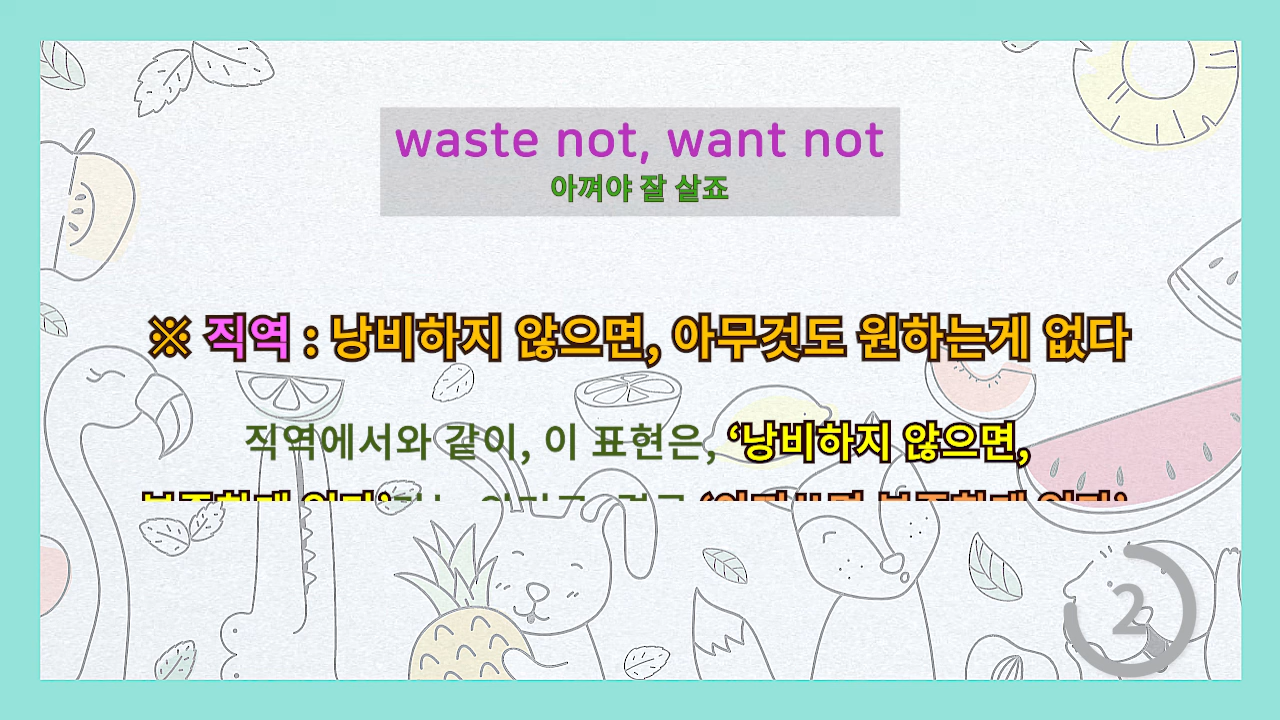 waste not, want not
아껴야 잘 살죠
※ 직역 : 낭비하지 않으면, 아무것도 원하는게 없다
직역에서와 같이, 이 표현은, ‘낭비하지 않으면,
2